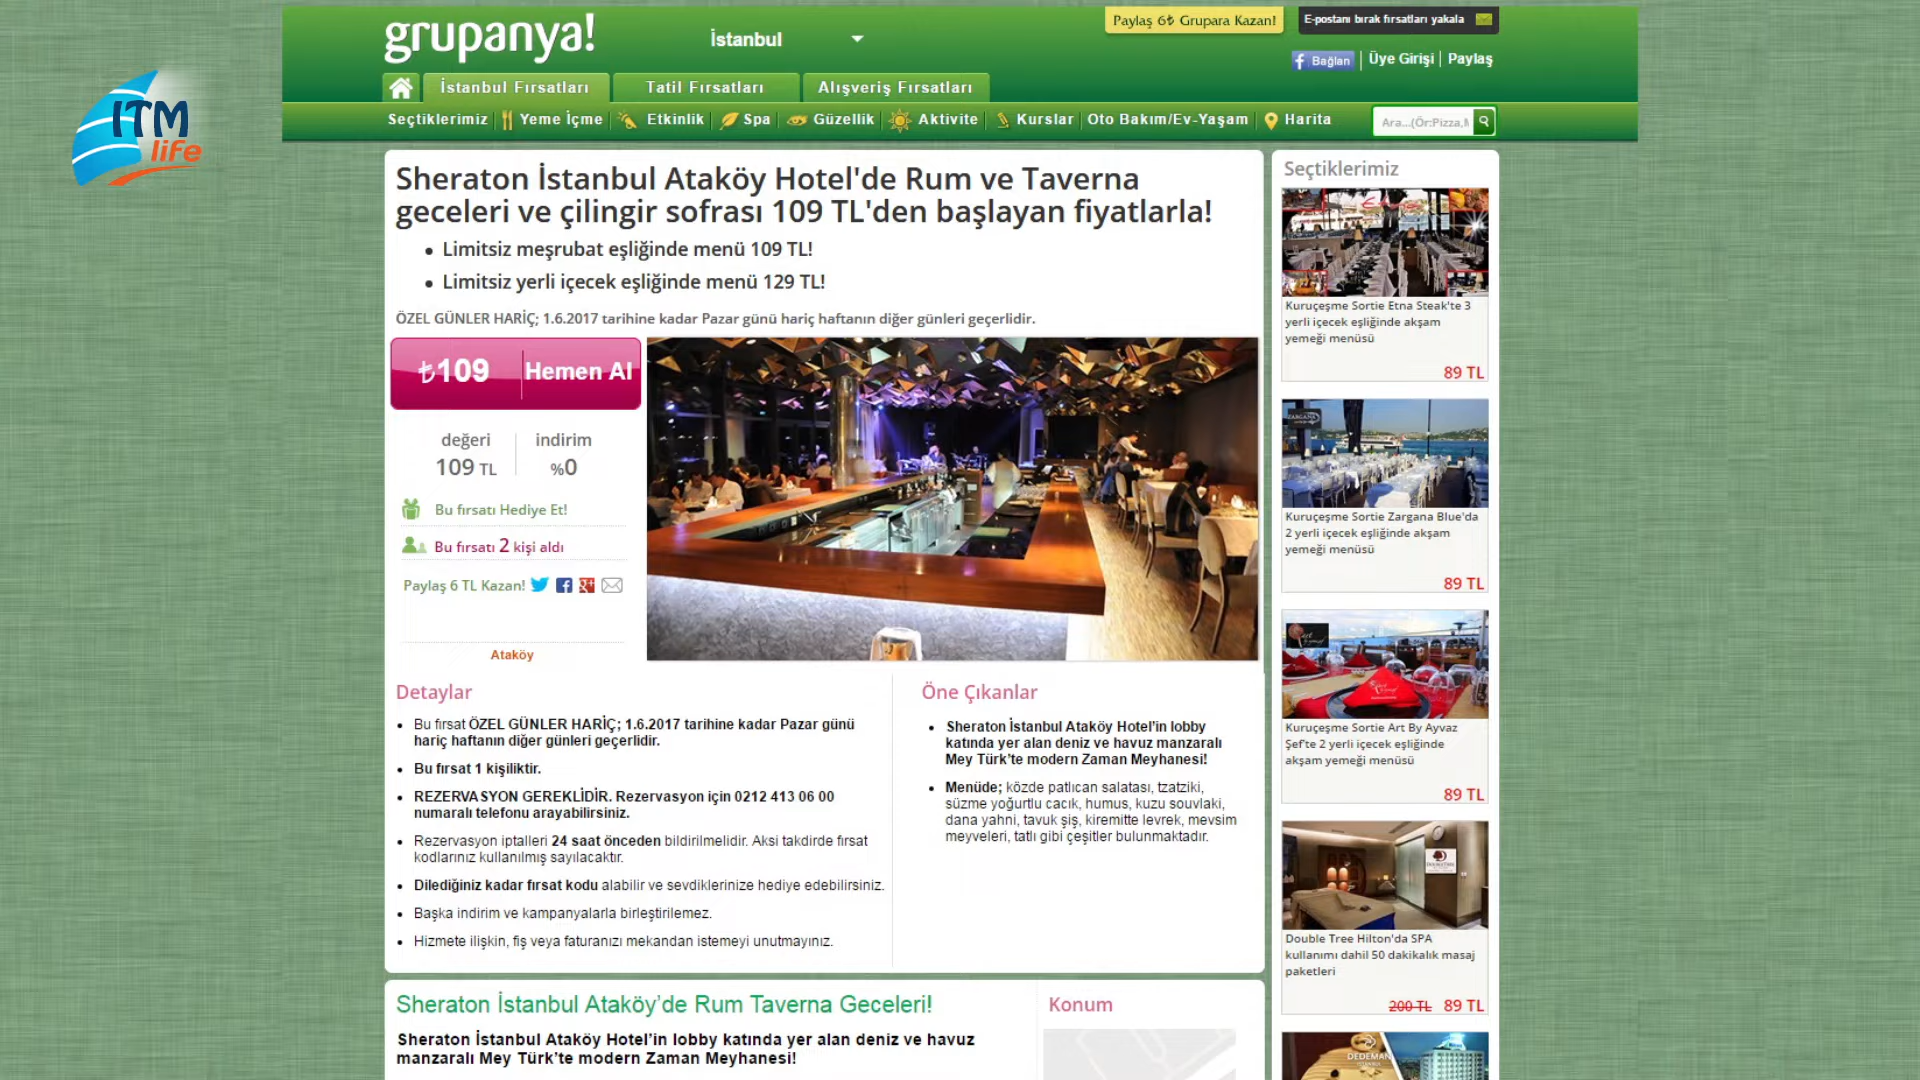 ITM
life
grupanya!
İstanbul
Paylaş 6₺ Grupara Kazan!
E-postanı bırak fırsatları yakala
Bağlan
Üye Girişi
Paylaş
İstanbul Fırsatları
Tatil Fırsatları
Alışveriş Fırsatları
Seçtiklerimiz
Yeme İçme
Etkinlik
Spa
Güzellik
Aktivite
Kurslar
Oto Bakım/Ev-Yaşam
Harita
Ara...(Ör:Pizza,M
Sheraton İstanbul Ataköy Hotel'de Rum ve Taverna
geceleri ve çilingir sofrası 109 TL'den başlayan fiyatlarla!
• Limitsiz meşrubat eşliğinde menü 109 TL!
• Limitsiz yerli içecek eşliğinde menü 129 TL!
ÖZEL GÜNLER HARİÇ; 1.6.2017 tarihine kadar Pazar günü hariç haftanın diğer günleri geçerlidir.
₺109
Hemen Al
değeri
109 TL
indirim
%0
Bu fırsatı Hediye Et!
Bu fırsatı 2 kişi aldı
Paylaş 6 TL Kazan!
Ataköy
Detaylar
• Bu fırsat ÖZEL GÜNLER HARİÇ; 1.6.2017 tarihine kadar Pazar günü
hariç haftanın diğer günleri geçerlidir.
• Bu fırsat 1 kişiliktir.
• REZERVASYON GEREKLİDİR. Rezervasyon için 0212 413 06 00
numaralı telefonu arayabilirsiniz.
• Rezervasyon iptalleri 24 saat önceden bildirilmelidir. Aksi takdirde fırsat
kodlarınız kullanılmış sayılacaktır.
• Dilediğiniz kadar fırsat kodu alabilir ve sevdiklerinize hediye edebilirsiniz.
• Başka indirim ve kampanyalarla birleştirilemez.
• Hizmete ilişkin, fiş veya faturanızı mekandan istemeyi unutmayınız.
Öne Çıkanlar
• Sheraton İstanbul Ataköy Hotel'in lobby
katında yer alan deniz ve havuz manzaralı
Mey Türk'te modern Zaman Meyhanesi!
• Menüde; közde patlıcan salatası, tzatziki,
süzme yoğurtlu cacık, humus, kuzu souvlaki,
dana yahni, tavuk şiş, kiremitte levrek, mevsim
meyveleri, tatlı gibi çeşitler bulunmaktadır.
Sheraton İstanbul Ataköy'de Rum Taverna Geceleri!
Sheraton İstanbul Ataköy Hotel'in lobby katında yer alan deniz ve havuz
manzaralı Mey Türk'te modern Zaman Meyhanesi!
Konum
Seçtiklerimiz
Kuruçeşme Sortie Etna Steak'te 3
yerli içecek eşliğinde akşam
yemeği menüsü
89 TL
ZARGANA
Kuruçeşme Sortie Zargana Blue'da
2 yerli içecek eşliğinde akşam
yemeği menüsü
89 TL
Kuruçeşme Sortie Art By Ayvaz
Şef'te 2 yerli içecek eşliğinde
akşam yemeği menüsü
89 TL
Double Tree Hilton'da SPA
kullanımı dahil 50 dakikalık masaj
paketleri
200 TL 89 TL
DEDEMAN